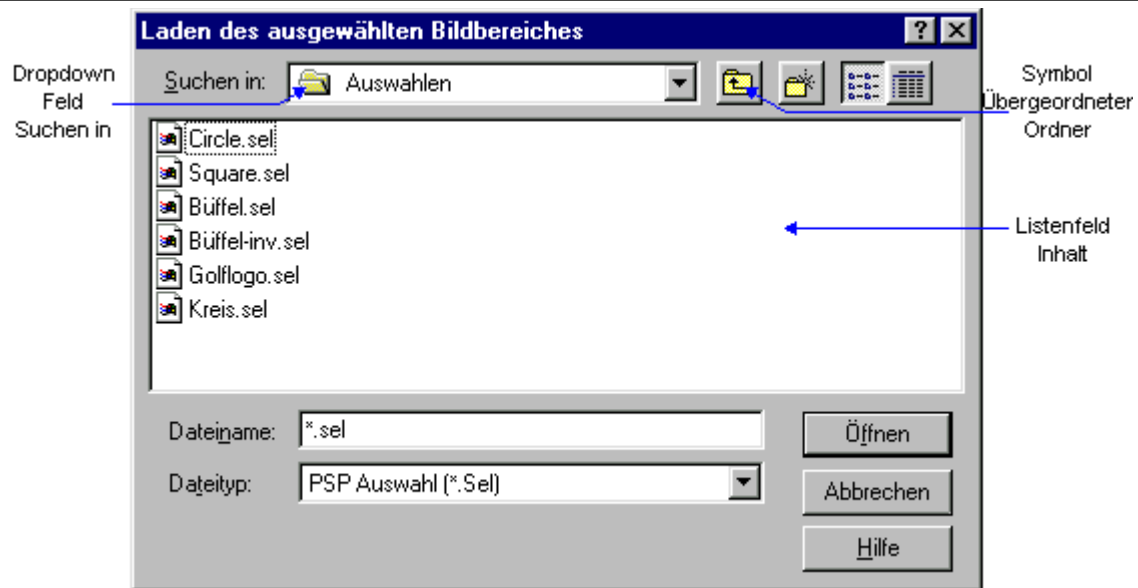 Laden des ausgewählten Bildbereiches
Dropdown
Feld
Suchen in
Suchen in:
Auswahlen
Symbol
Übergeordneter
Ordner
Circle.sel
Square.sel
Büffel.sel
Büffel-inv.sel
Golflogo.sel
Kreis.sel
Listenfeld
Inhalt
Dateiname:
*.sel
Öffnen
Dateityp:
PSP Auswahl (*.Sel)
Abbrechen
Hilfe